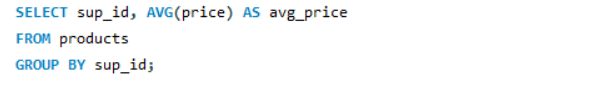 SELECT sup_id, AVG(price) AS avg_price
FROM products
GROUP BY sup_id;